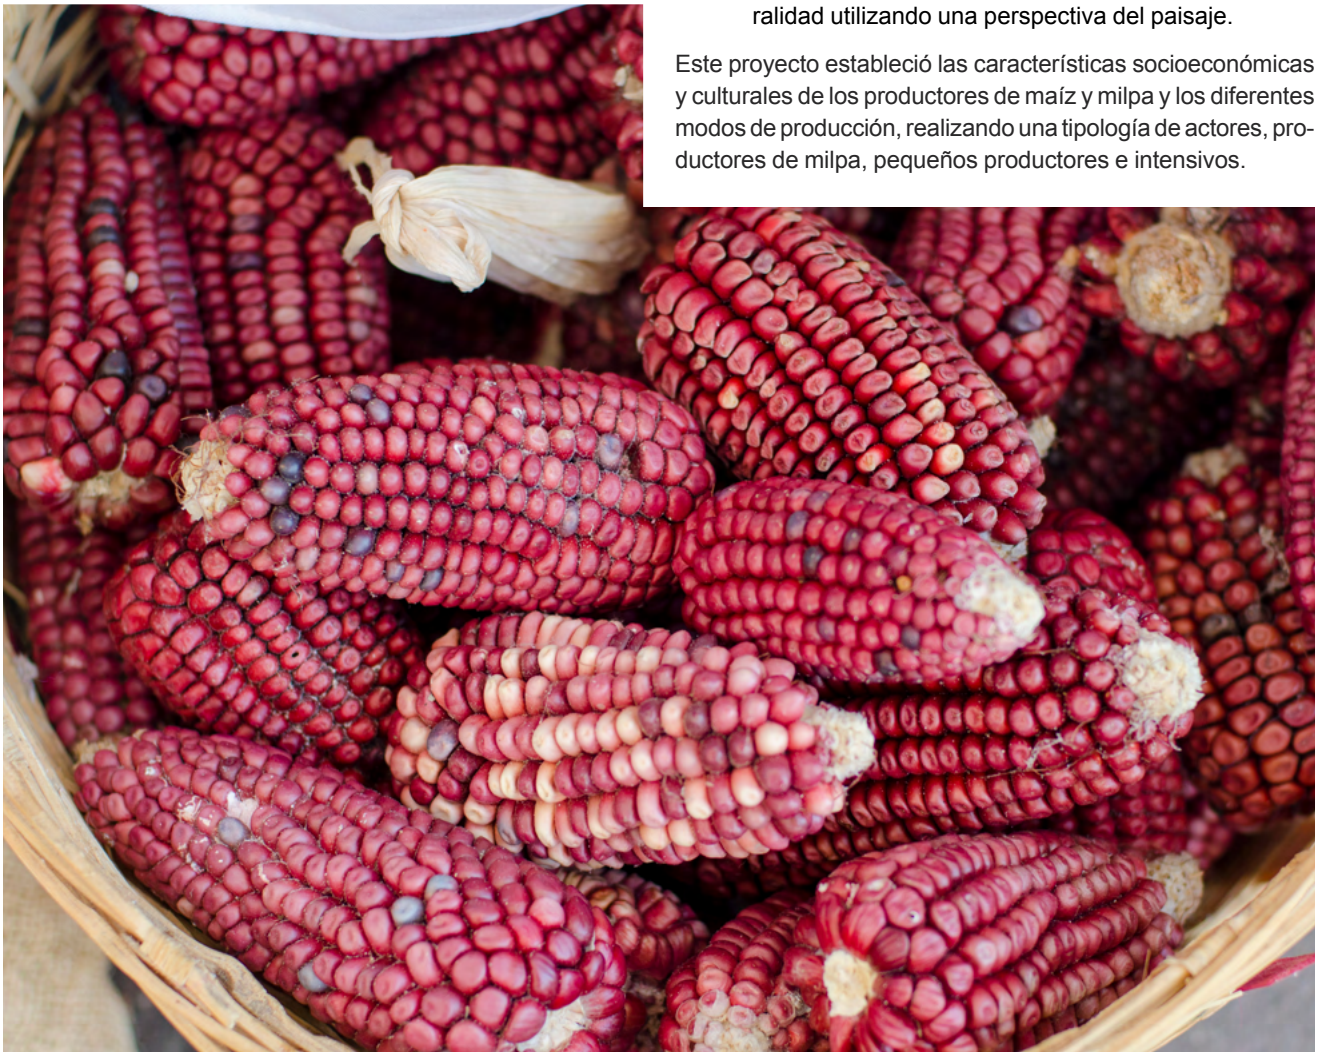 ralidad utilizando una perspectiva del paisaje.
Este proyecto estableció las características socioeconómicas
y culturales de los productores de maíz y milpa y los diferentes
modos de producción, realizando una tipología de actores, pro-
ductores de milpa, pequeños productores e intensivos.